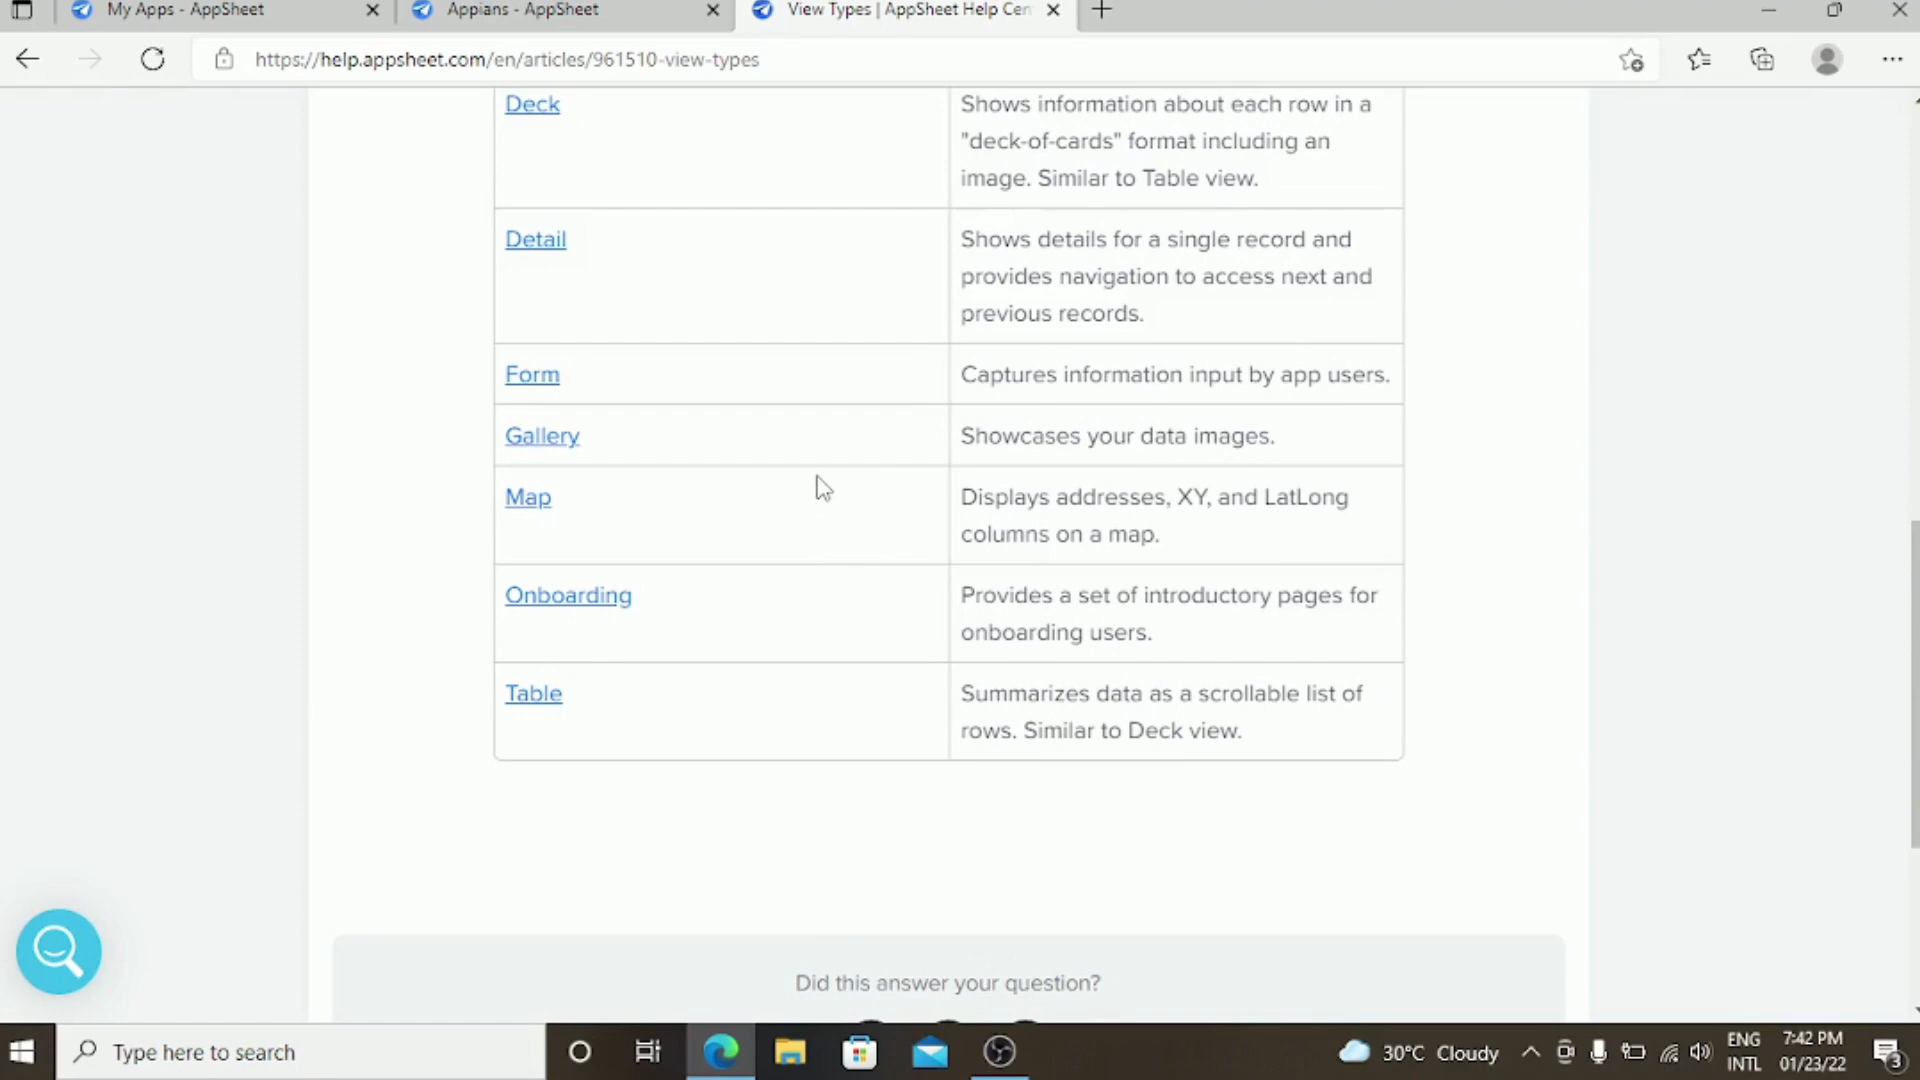 My Apps - AppSheet
Appians - AppSheet
View Types | AppSheet Help Cen
https://help.appsheet.com/en/articles/961510-view-types
Deck
Shows information about each row in a
"deck-of-cards" format including an
image. Similar to Table view.
Detail
Shows details for a single record and
provides navigation to access next and
previous records.
Form
Captures information input by app users.
Gallery
Showcases your data images.
Map
Displays addresses, XY, and LatLong
columns on a map.
Onboarding
Provides a set of introductory pages for
onboarding users.
Table
Summarizes data as a scrollable list of
rows. Similar to Deck view.
Did this answer your question?
Type here to search
30°C Cloudy
ENG
INTL
7:42 PM
01/23/22
3